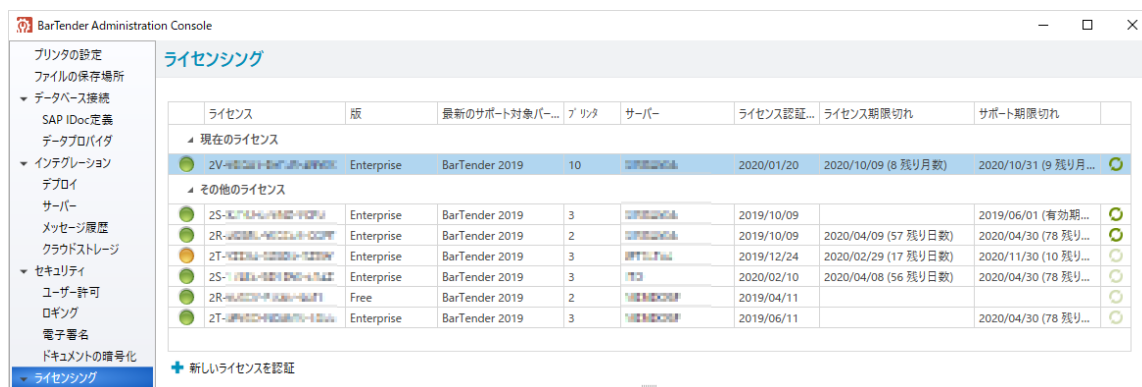 BarTender Administration Console
プリンタの設定
ファイルの保存場所
データベース接続
SAP IDoc定義
データプロバイダ
インテグレーション
デプロイ
サーバー
メッセージ履歴
クラウドストレージ
セキュリティ
ユーザー許可
ロギング
電子署名
ドキュメントの暗号化
ライセンシング
ライセンシング
ライセンス 版 最新のサポート対象バー... プリンタ サーバー ライセンス認証... ライセンス期限切れ サポート期限切れ
現在のライセンス
2V- Enterprise BarTender 2019 10 2020/01/20 2020/10/09 (8 残り月数) 2020/10/31 (9 残り月...
その他のライセンス
2S- Enterprise BarTender 2019 3 2019/10/09 2019/06/01 (有効期...
2R- Enterprise BarTender 2019 2 2019/10/09 2020/04/09 (57 残り日数) 2020/04/30 (78 残り...
2T- Enterprise BarTender 2019 3 2019/12/24 2020/02/29 (17 残り日数) 2020/11/30 (10 残り...
2S- Enterprise BarTender 2019 3 2020/02/10 2020/04/08 (56 残り日数) 2020/04/30 (78 残り...
2R- Free BarTender 2019 2 2019/04/11
2T- Enterprise BarTender 2019 3 2019/06/11 2020/04/30 (78 残り...
新しいライセンスを認証